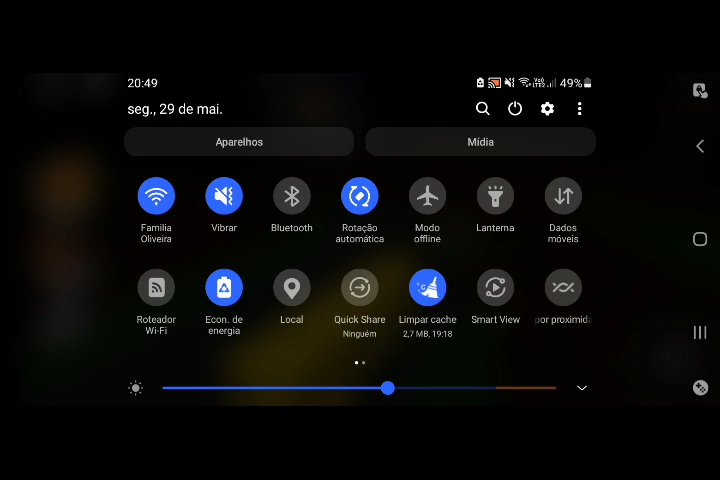 20:49
Vo)) LTE2 49%
seg., 29 de mai.
Aparelhos Mídia
Familia Oliveira
Vibrar
Bluetooth
Rotação automática
Modo offline
Lanterna
Dados móveis
Roteador Wi-Fi
Econ. de energia
Local
Quick Share
Ninguém
Limpar cache
2,7 MB, 19:18
Smart View
por proximida